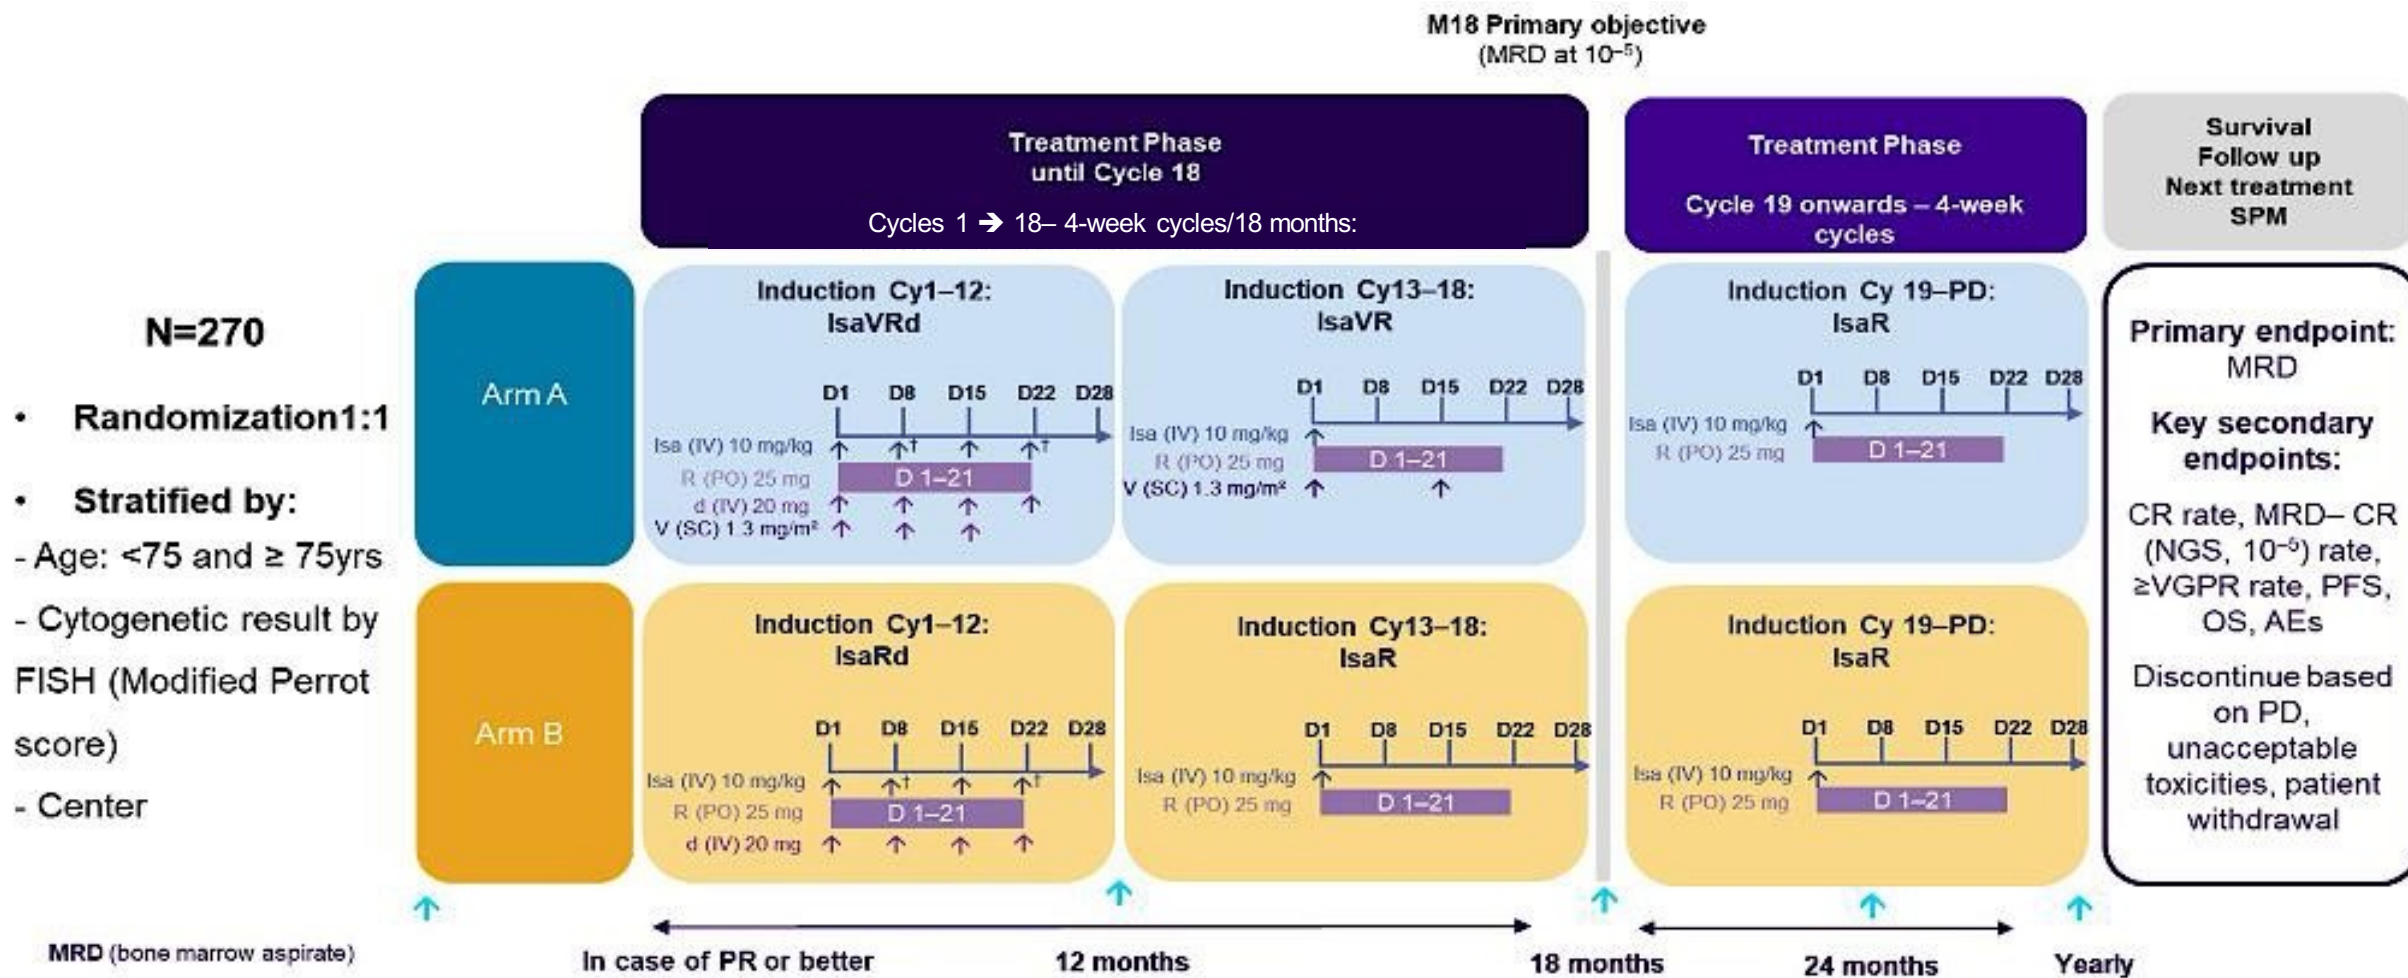 M18 Primary objective
(MRD at 10⁻⁵)
Treatment Phase
until Cycle 18
Cycles 1 ➔ 18– 4-week cycles/18 months:
Treatment Phase
Cycle 19 onwards – 4-week
cycles
Survival
Follow up
Next treatment
SPM
N=270
• Randomization1:1
• Stratified by:
- Age: <75 and ≥ 75yrs
- Cytogenetic result by
FISH (Modified Perrot
score)
- Center
Arm A
Induction Cy1–12:
IsaVRd
D1 D8 D15 D22 D28
Isa (IV) 10 mg/kg ↑ ↑† ↑ ↑†
R (PO) 25 mg D 1–21
d (IV) 20 mg ↑ ↑ ↑ ↑
V (SC) 1.3 mg/m² ↑ ↑ ↑
Induction Cy13–18:
IsaVR
D1 D8 D15 D22 D28
Isa (IV) 10 mg/kg ↑
R (PO) 25 mg D 1–21
V (SC) 1.3 mg/m² ↑ ↑
Induction Cy 19–PD:
IsaR
D1 D8 D15 D22 D28
Isa (IV) 10 mg/kg ↑
R (PO) 25 mg D 1–21
Arm B
Induction Cy1–12:
IsaRd
D1 D8 D15 D22 D28
Isa (IV) 10 mg/kg ↑ ↑† ↑ ↑†
R (PO) 25 mg D 1–21
d (IV) 20 mg ↑ ↑ ↑ ↑
Induction Cy13–18:
IsaR
D1 D8 D15 D22 D28
Isa (IV) 10 mg/kg ↑
R (PO) 25 mg D 1–21
Induction Cy 19–PD:
IsaR
D1 D8 D15 D22 D28
Isa (IV) 10 mg/kg ↑
R (PO) 25 mg D 1–21
Primary endpoint:
MRD
Key secondary
endpoints:
CR rate, MRD– CR
(NGS, 10⁻⁵) rate,
≥VGPR rate, PFS,
OS, AEs
Discontinue based
on PD,
unacceptable
toxicities, patient
withdrawal
MRD (bone marrow aspirate)
In case of PR or better
12 months
18 months
24 months
Yearly